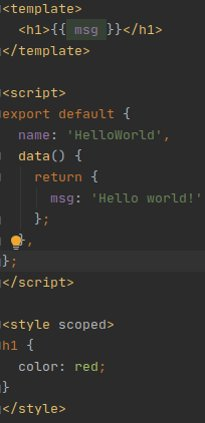 <template>
  <h1>{{ msg }}</h1>
</template>

<script>
export default {
  name: 'HelloWorld',
  data() {
    return {
      msg: 'Hello world!'
    };
  },
};
</script>

<style scoped>
h1 {
  color: red;
}
</style>